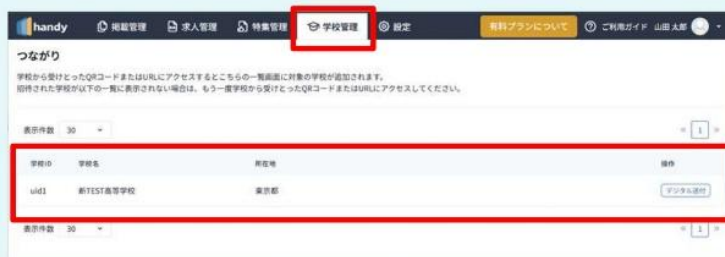 handy 掲載管理 求人管理 特集管理 学校管理 設定 有料プランについて ご利用ガイド 山田 太郎
つながり
学校から受けとったQRコードまたはURLにアクセスするとこちらの一覧画面に対象の学校が追加されます。
招待された学校が以下の一覧に表示されない場合は、もう一度学校から受けとったQRコードまたはURLにアクセスしてください。
表示件数 30 « 1 »
学校ID 学校名 所在地 操作
uid1 新TEST高等学校 東京都 デジタル送付
表示件数 30 « 1 »